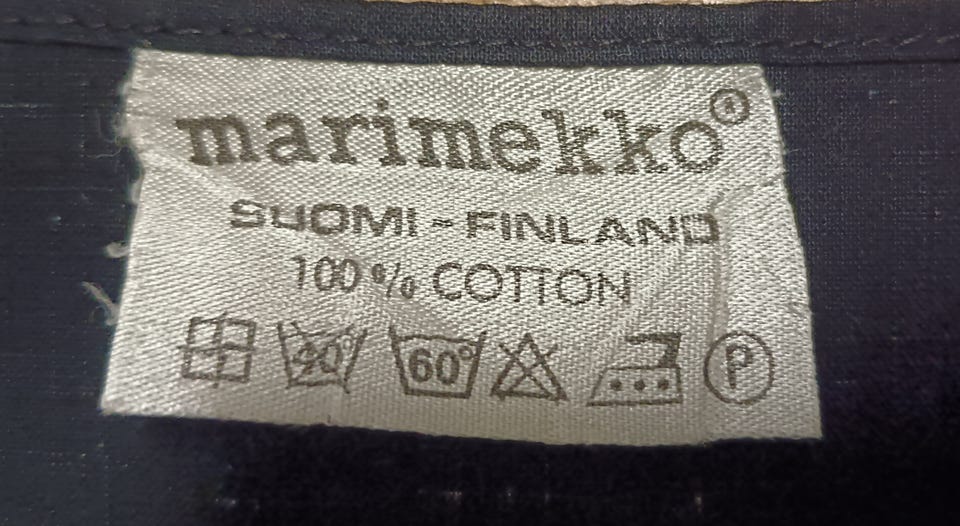 marimekko®
SUOMI - FINLAND
100 % COTTON
40° 60° P